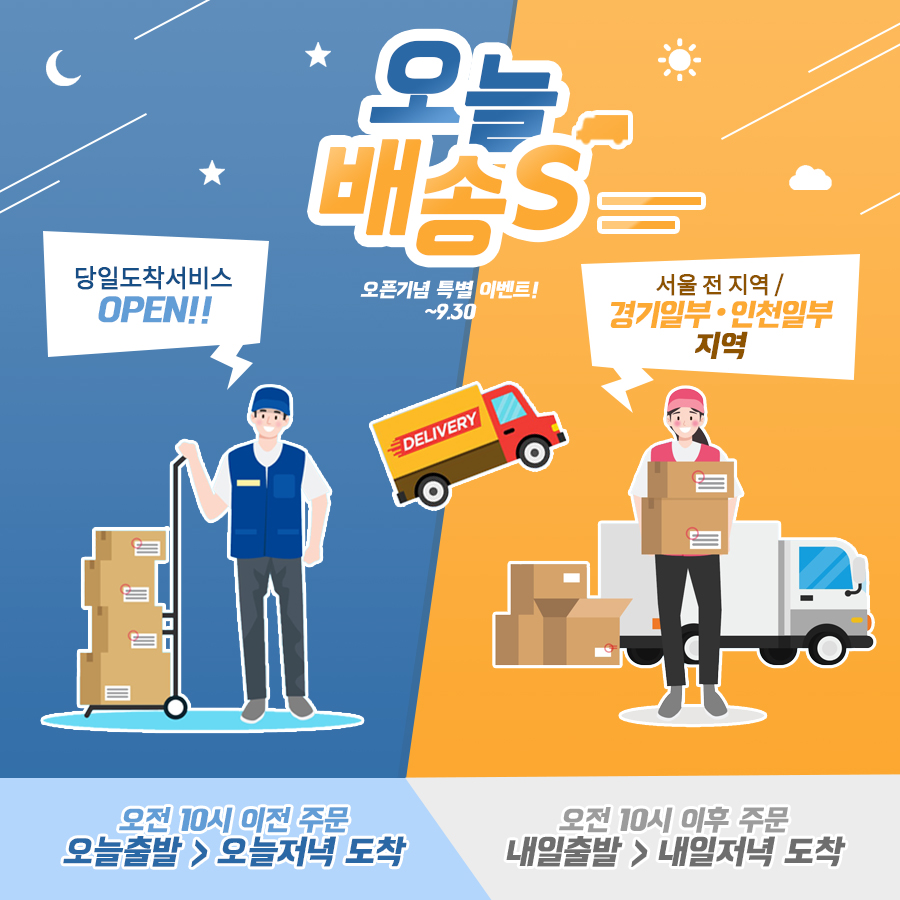 오늘
배송S
오픈기념 특별 이벤트!
~9.30
당일도착서비스
OPEN!!
서울 전 지역 /
경기일부 • 인천일부
지역
DELIVERY
오전 10시 이전 주문
오늘출발 > 오늘저녁 도착
오전 10시 이후 주문
내일출발 > 내일저녁 도착